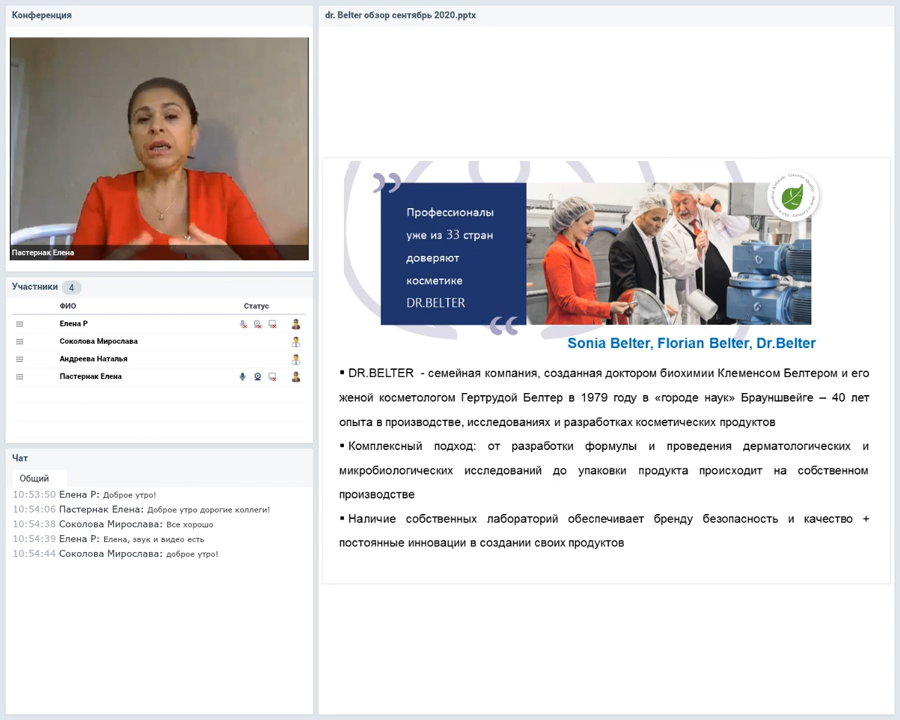 Конференция
Пастернак Елена
Участники 4
ФИО Статус
Елена Р
Соколова Мирослава
Андреева Наталья
Пастернак Елена
Чат
Общий
10:53:50 Елена Р: Доброе утро!
10:54:06 Пастернак Елена: Доброе утро дорогие коллеги!
10:54:38 Соколова Мирослава: Все хорошо
10:54:39 Елена Р: Елена, звук и видео есть
10:54:44 Соколова Мирослава: доброе утро!
dr. Belter обзор сентябрь 2020.pptx
Профессионалы
уже из 33 стран
доверяют
косметике
DR.BELTER
Sonia Belter, Florian Belter, Dr.Belter
▪ DR.BELTER - семейная компания, созданная доктором биохимии Клеменсом Белтером и его
женой косметологом Гертрудой Белтер в 1979 году в «городе наук» Брауншвейге – 40 лет
опыта в производстве, исследованиях и разработках косметических продуктов
▪ Комплексный подход: от разработки формулы и проведения дерматологических и
микробиологических исследований до упаковки продукта происходит на собственном
производстве
▪ Наличие собственных лабораторий обеспечивает бренду безопасность и качество +
постоянные инновации в создании своих продуктов